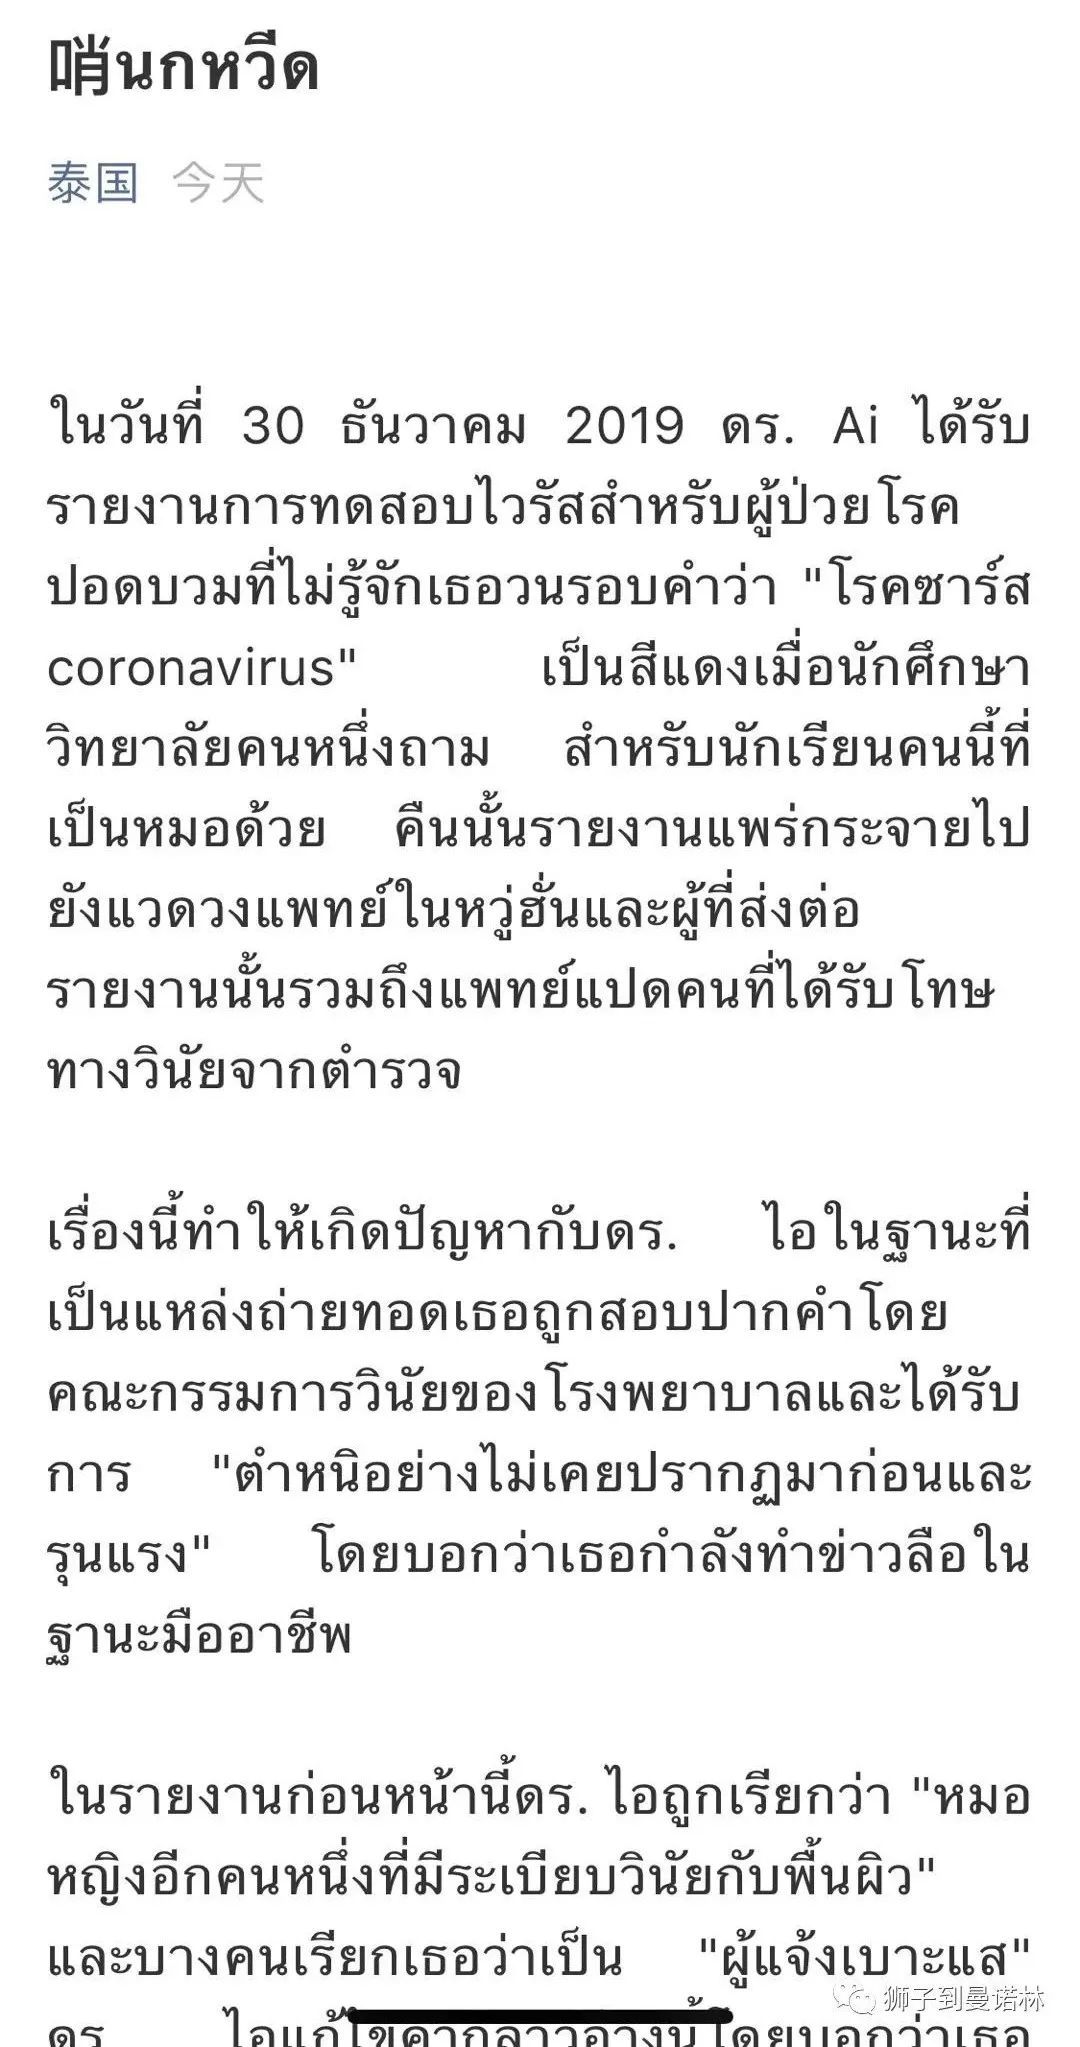 哨นกหวีด
泰国 今天
ในวันที่ 30 ธันวาคม 2019 ดร. Ai ได้รับ
รายงานการทดสอบไวรัสสำหรับผู้ป่วยโรค
ปอดบวมที่ไม่รู้จักเธอวนรอบคำว่า "โรคซาร์ส
coronavirus" เป็นสีแดงเมื่อนักศึกษา
วิทยาลัยคนหนึ่งถาม สำหรับนักเรียนคนนี้ที่
เป็นหมอด้วย คืนนั้นรายงานแพร่กระจายไป
ยังแวดวงแพทย์ในหวู่ฮั่นและผู้ที่ส่งต่อ
รายงานนั้นรวมถึงแพทย์แปดคนที่ได้รับโทษ
ทางวินัยจากตำรวจ
เรื่องนี้ทำให้เกิดปัญหากับดร. ไอในฐานะที่
เป็นแหล่งถ่ายทอดเธอถูกสอบปากคำโดย
คณะกรรมการวินัยของโรงพยาบาลและได้รับ
การ "ตำหนิอย่างไม่เคยปรากฏมาก่อนและ
รุนแรง" โดยบอกว่าเธอกำลังทำข่าวลือใน
ฐานะมืออาชีพ
ในรายงานก่อนหน้านี้ดร. ไอถูกเรียกว่า "หมอ
หญิงอีกคนหนึ่งที่มีระเบียบวินัยกับพื้นผิว"
และบางคนเรียกเธอว่าเป็น "ผู้แจ้งเบาะแส"
狮子到曼诺林
ดร ไอแก้ไขคำกล่าวอ้างนี้โดยบอกว่าเธอ